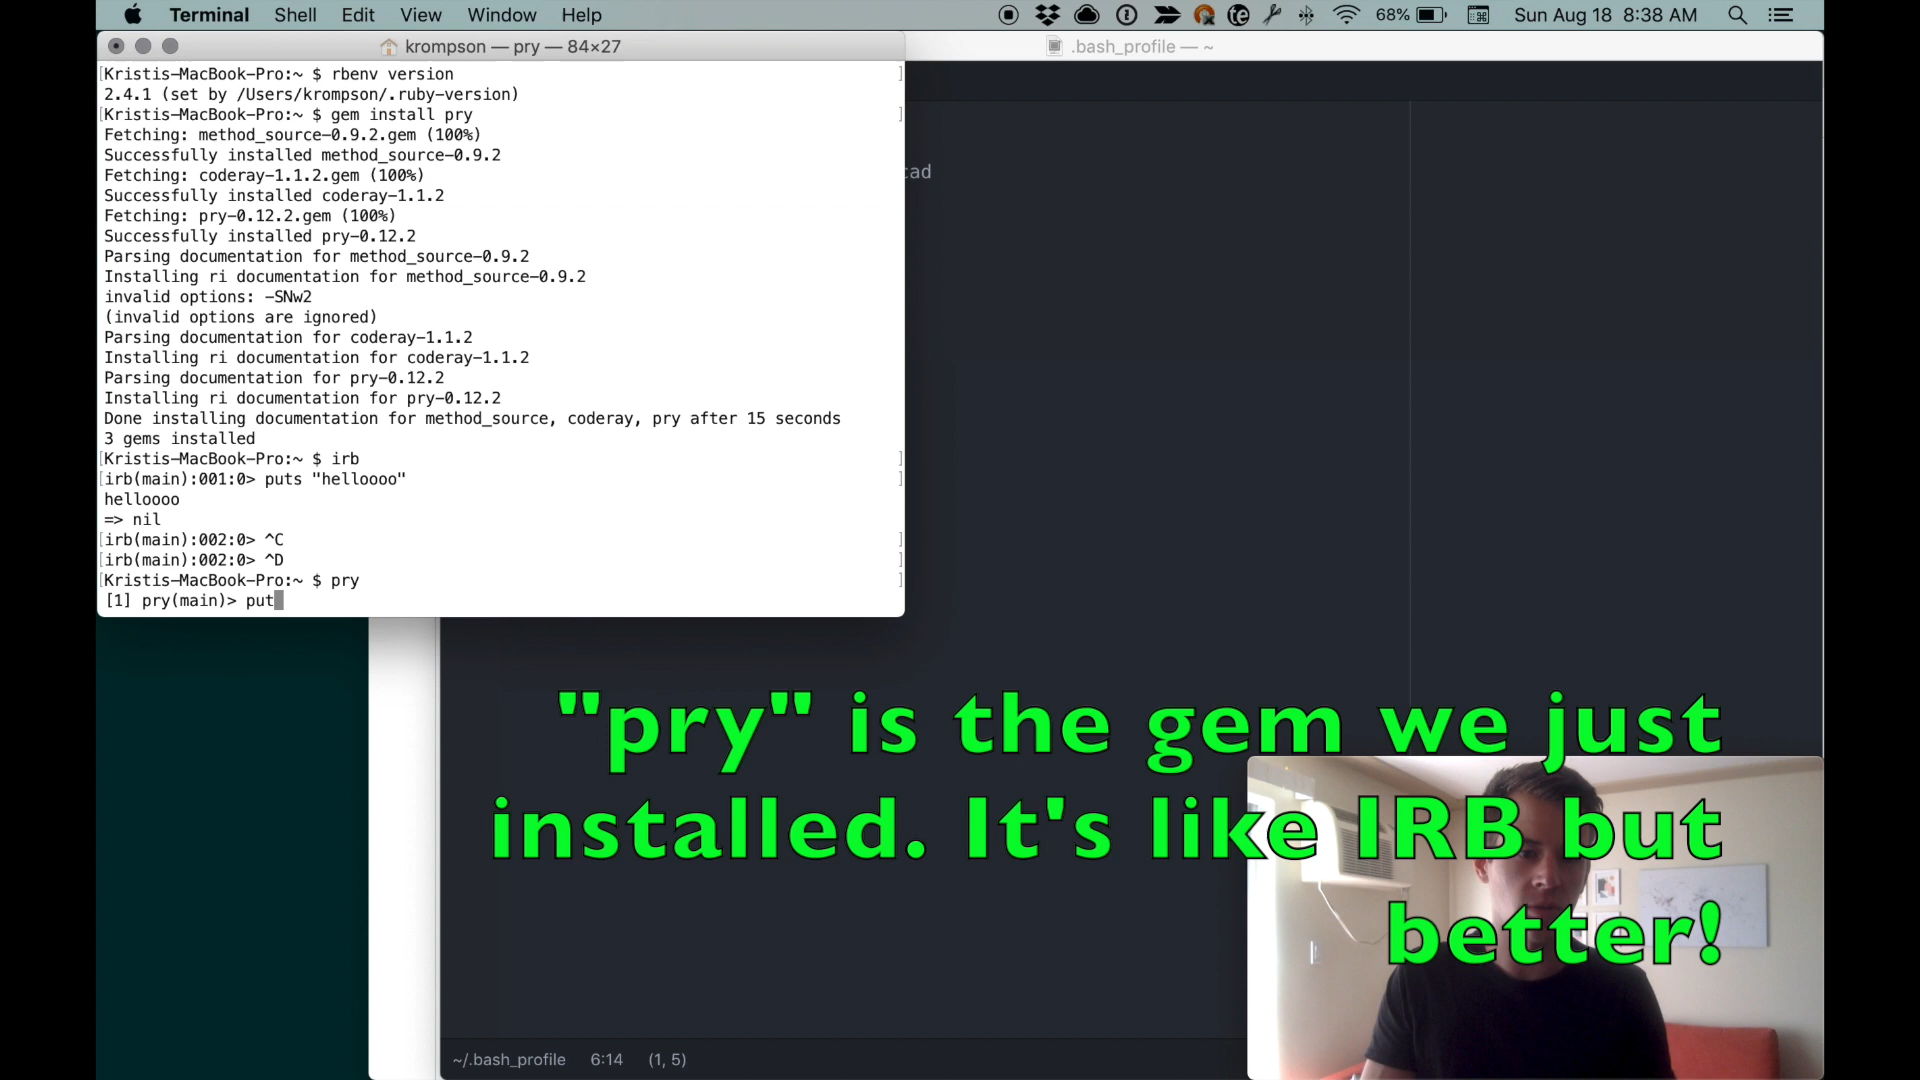 Terminal Shell Edit View Window Help 68% Sun Aug 18 8:38 AM
krompson — pry — 84×27
.bash_profile — ~
Kristis-MacBook-Pro:~ $ rbenv version
2.4.1 (set by /Users/krompson/.ruby-version)
Kristis-MacBook-Pro:~ $ gem install pry
Fetching: method_source-0.9.2.gem (100%)
Successfully installed method_source-0.9.2
Fetching: coderay-1.1.2.gem (100%)
Successfully installed coderay-1.1.2
Fetching: pry-0.12.2.gem (100%)
Successfully installed pry-0.12.2
Parsing documentation for method_source-0.9.2
Installing ri documentation for method_source-0.9.2
invalid options: -SNw2
(invalid options are ignored)
Parsing documentation for coderay-1.1.2
Installing ri documentation for coderay-1.1.2
Parsing documentation for pry-0.12.2
Installing ri documentation for pry-0.12.2
Done installing documentation for method_source, coderay, pry after 15 seconds
3 gems installed
Kristis-MacBook-Pro:~ $ irb
irb(main):001:0> puts "helloooo"
helloooo
=> nil
irb(main):002:0> ^C
irb(main):002:0> ^D
Kristis-MacBook-Pro:~ $ pry
[1] pry(main)> put
"pry" is the gem we just
installed. It's like IRB but
better!
~/.bash_profile 6:14 (1, 5)